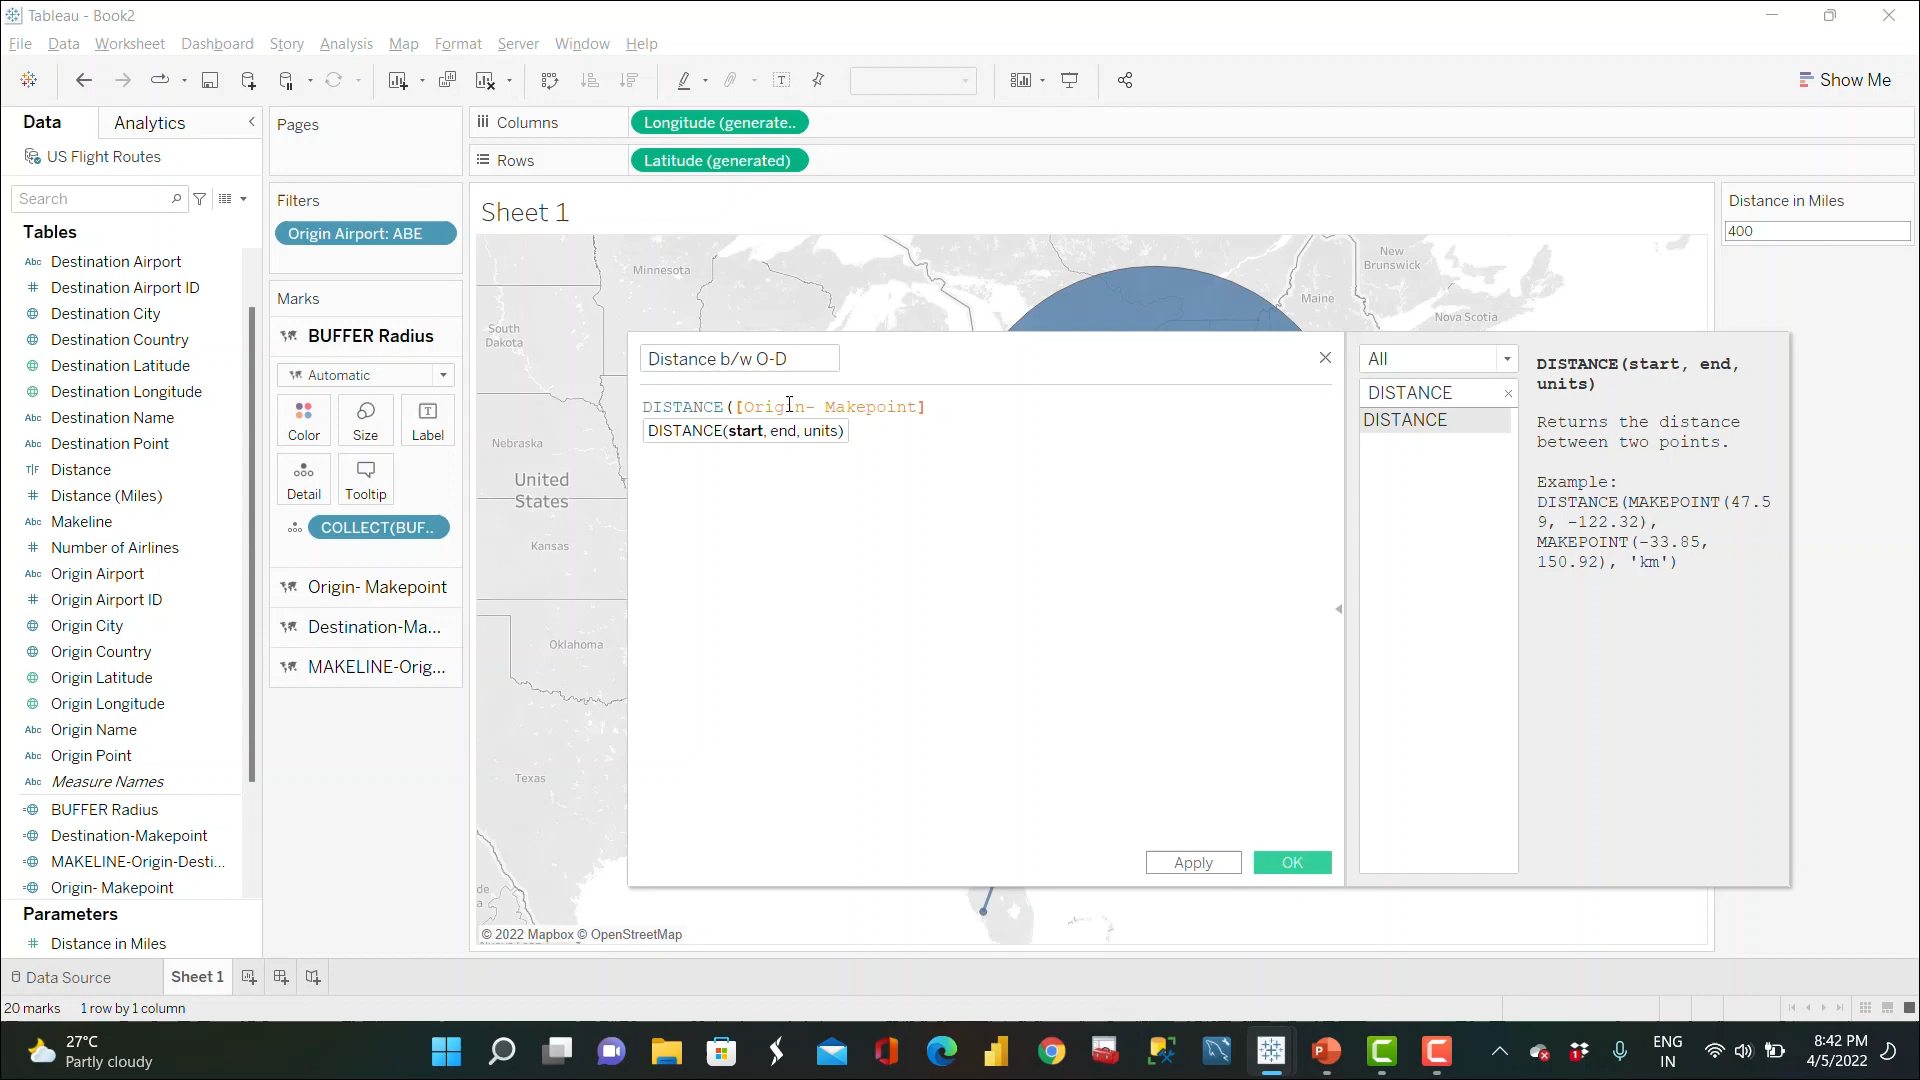 Tableau - Book2
File Data Worksheet Dashboard Story Analysis Map Format Server Window Help
Show Me
Data
Analytics
US Flight Routes
Search
Tables
Abc Destination Airport
# Destination Airport ID
Destination City
Destination Country
Destination Latitude
Destination Longitude
Abc Destination Name
Abc Destination Point
T|F Distance
# Distance (Miles)
Abc Makeline
# Number of Airlines
Abc Origin Airport
# Origin Airport ID
Origin City
Origin Country
Origin Latitude
Origin Longitude
Abc Origin Name
Abc Origin Point
Abc Measure Names
BUFFER Radius
Destination-Makepoint
MAKELINE-Origin-Desti...
Origin- Makepoint
Parameters
# Distance in Miles
Pages
Filters
Origin Airport: ABE
Marks
BUFFER Radius
Automatic
Color
Size
Label
Detail
Tooltip
COLLECT(BUF..
Origin- Makepoint
Destination-Ma...
MAKELINE-Orig...
Columns
Longitude (generate..
Rows
Latitude (generated)
Sheet 1
Minnesota
South Dakota
Nebraska
United States
Kansas
Oklahoma
Texas
Maine
New Brunswick
Nova Scotia
© 2022 Mapbox © OpenStreetMap
Distance in Miles
400
Distance b/w O-D
DISTANCE([Origin- Makepoint]
DISTANCE(start, end, units)
Apply
OK
All
DISTANCE
DISTANCE
DISTANCE(start, end,
units)
Returns the distance
between two points.
Example:
DISTANCE(MAKEPOINT(47.5
9, -122.32),
MAKEPOINT(-33.85,
150.92), 'km')
Data Source
Sheet 1
20 marks 1 row by 1 column
27°C
Partly cloudy
ENG
IN
8:42 PM
4/5/2022